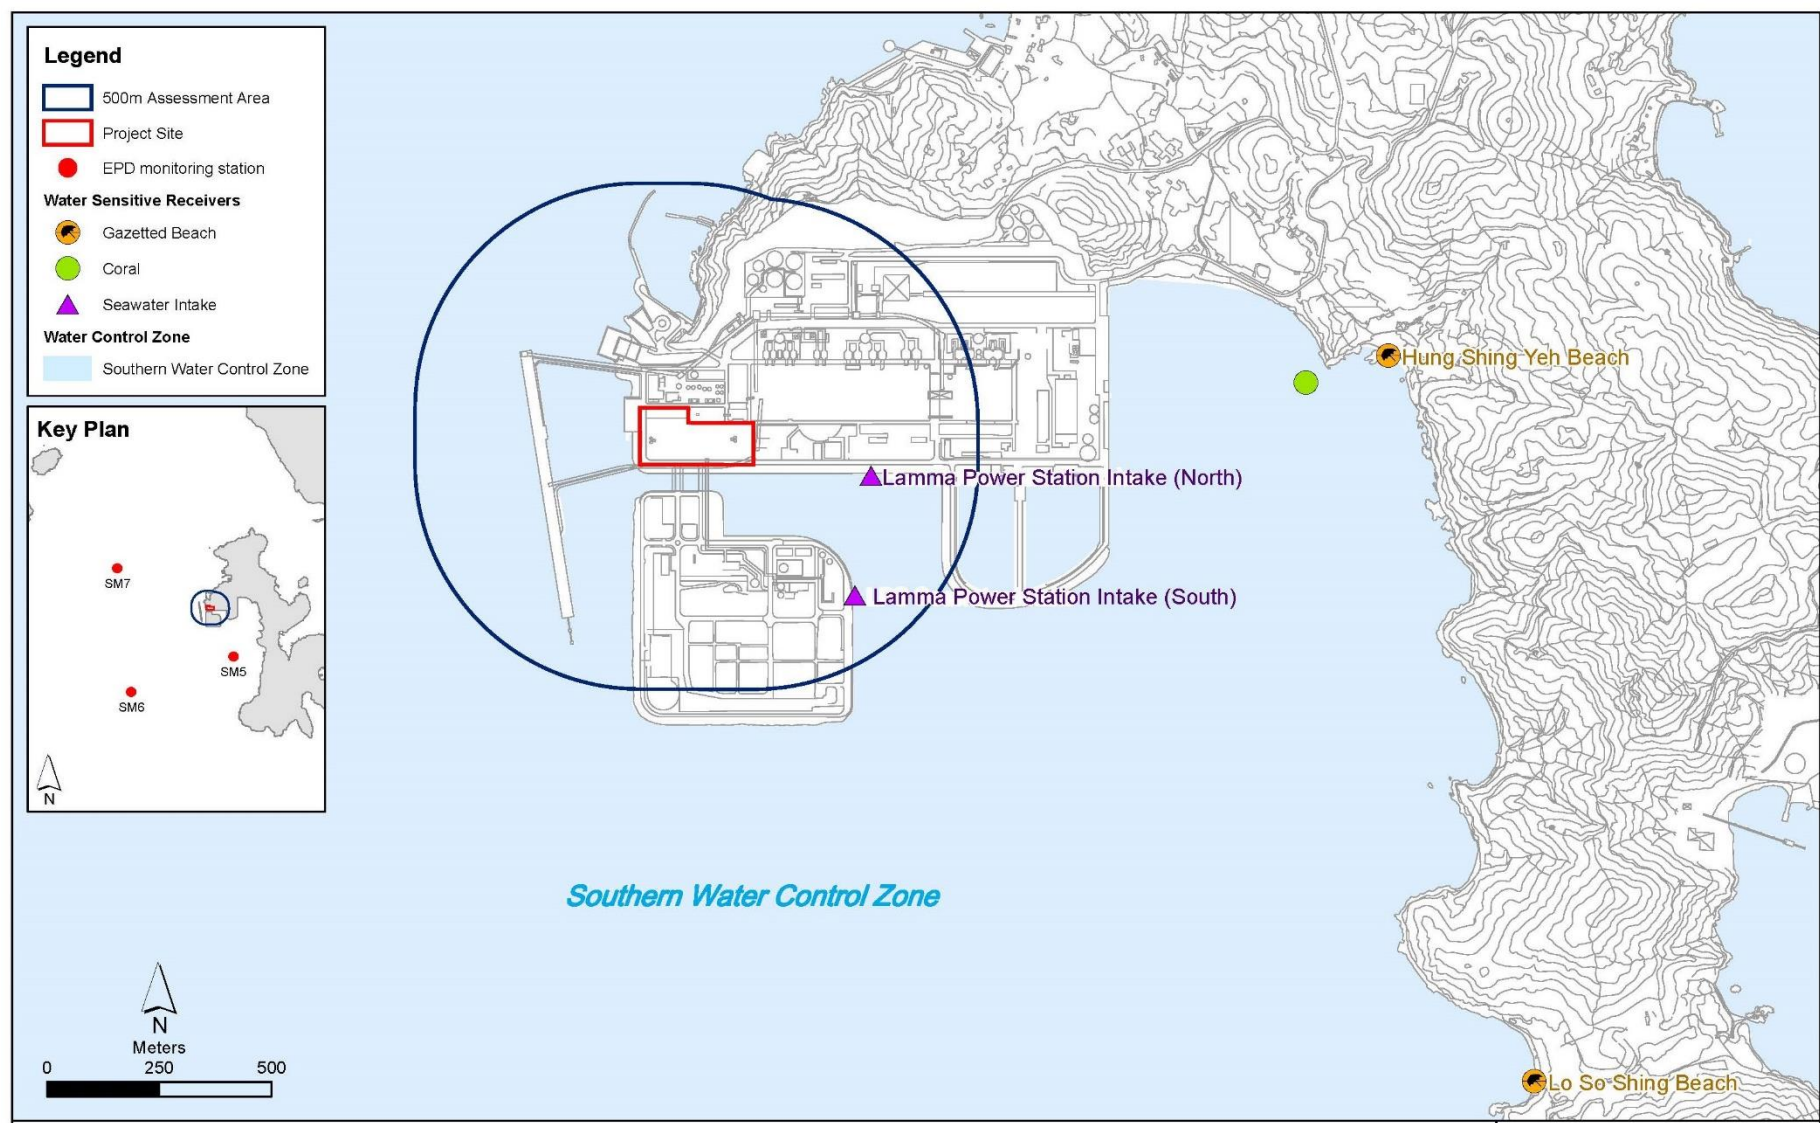 Legend
500m Assessment Area
Project Site
EPD monitoring station
Water Sensitive Receivers
Gazetted Beach
Coral
Seawater Intake
Water Control Zone
Southern Water Control Zone
Key Plan
SM7
SM5
SM6
N
Hung Shing Yeh Beach
Lamma Power Station Intake (North)
Lamma Power Station Intake (South)
Southern Water Control Zone
N
Meters
0 250 500
Lo So Shing Beach